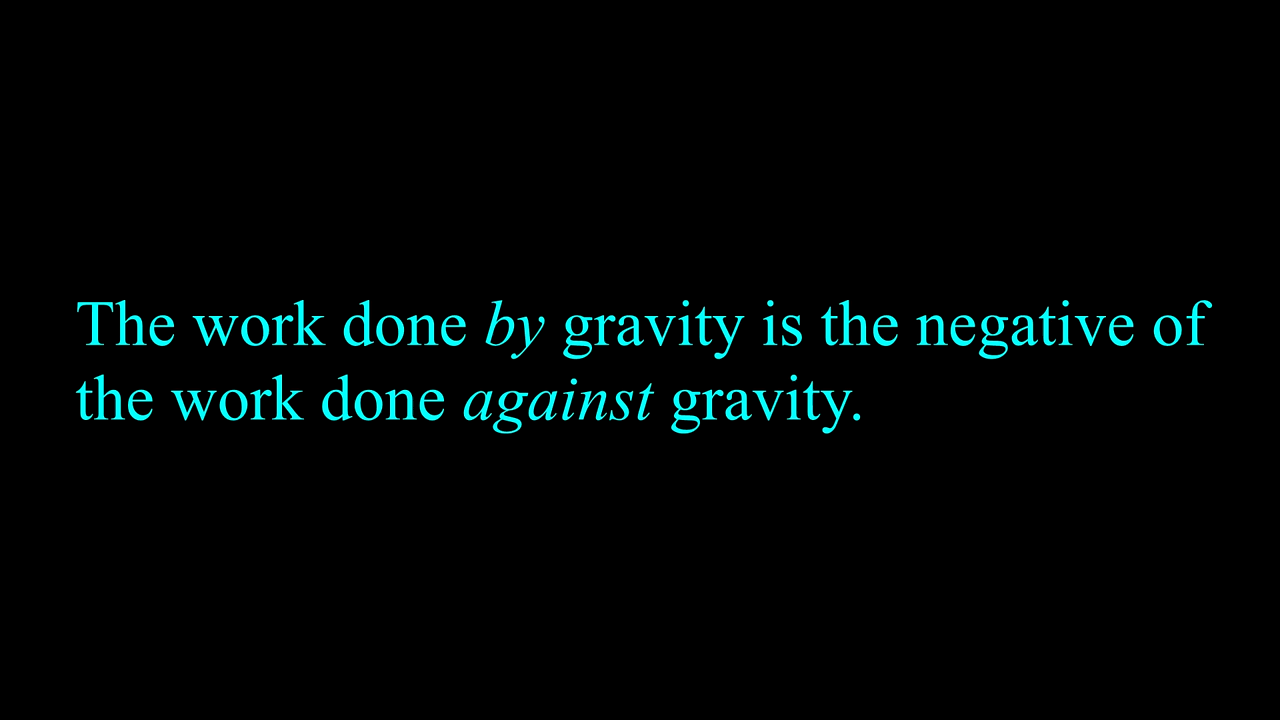 The work done by gravity is the negative of
the work done against gravity.